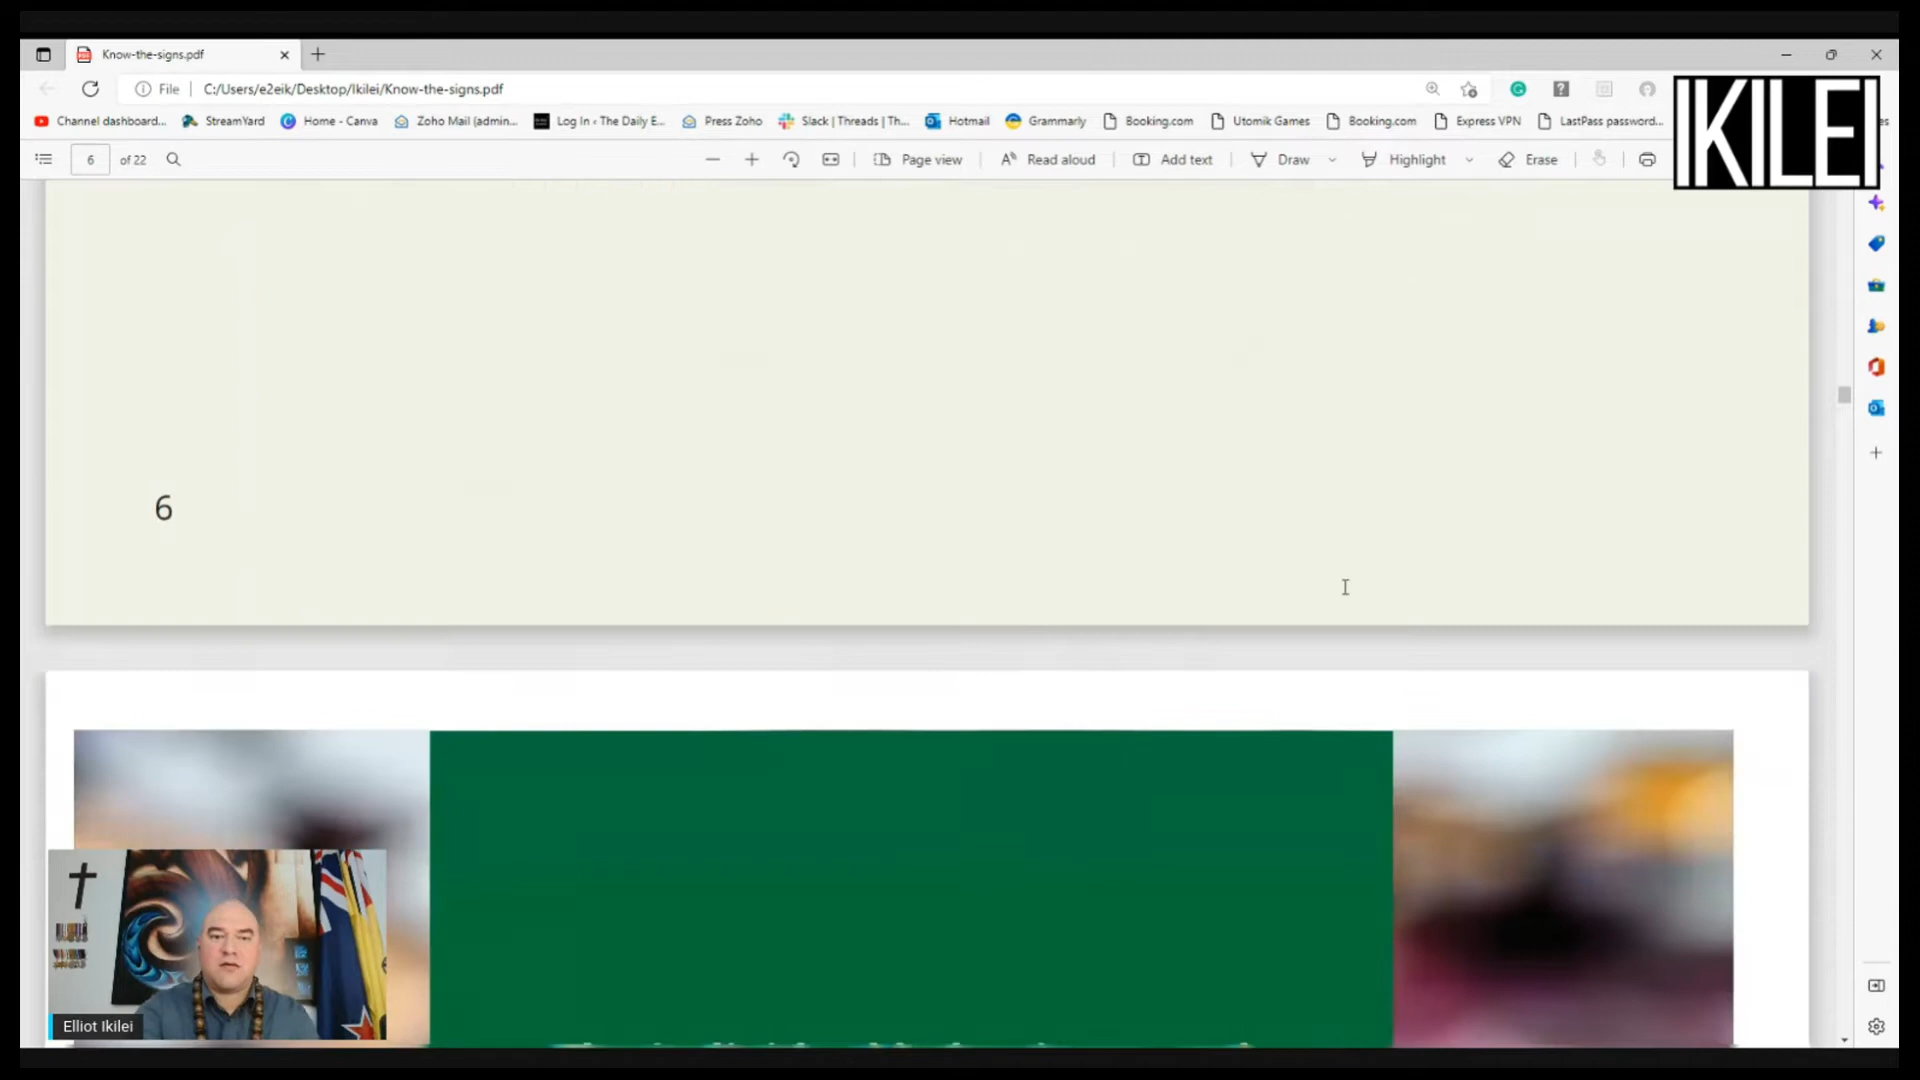 Know-the-signs.pdf
File C:/Users/e2eik/Desktop/Ikilei/Know-the-signs.pdf
IKILEI
Channel dashboard... StreamYard Home - Canva Zoho Mail (admin... Log In ‹ The Daily E... Press Zoho Slack | Threads | Th... Hotmail Grammarly Booking.com Utomik Games Booking.com Express VPN LastPass password...
6 of 22 Page view Read aloud Add text Draw Highlight Erase
6
Elliot Ikilei